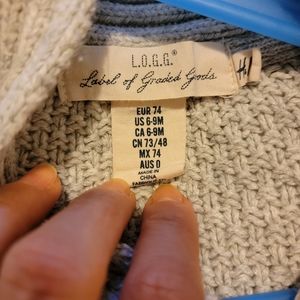 L.O.G.G.®
Label of Graded Goods
H
EUR 74
US 6-9M
CA 6-9M
CN 73/48
MX 74
AUS 0
MADE IN
CHINA